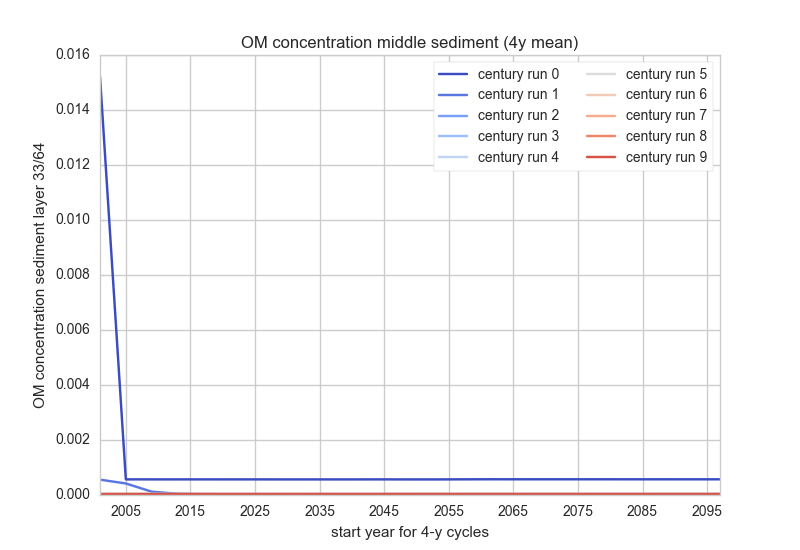 OM concentration middle sediment (4y mean)
OM concentration sediment layer 33/64
0.016
0.014
0.012
0.010
0.008
0.006
0.004
0.002
0.000
century run 0
century run 1
century run 2
century run 3
century run 4
century run 5
century run 6
century run 7
century run 8
century run 9
2005 2015 2025 2035 2045 2055 2065 2075 2085 2095
start year for 4-y cycles